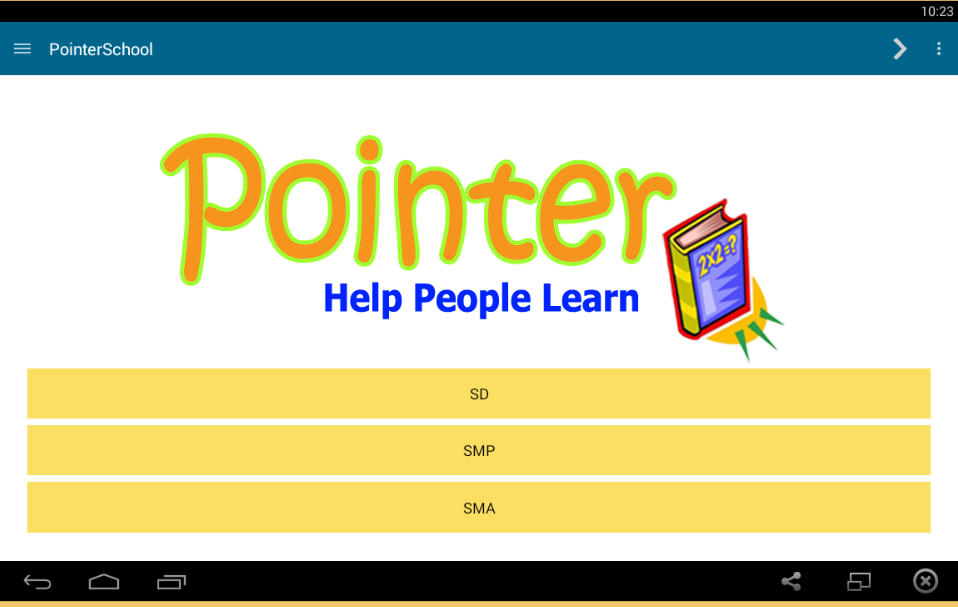 10:23
PointerSchool
Pointer
2x2=?
Help People Learn
SD
SMP
SMA